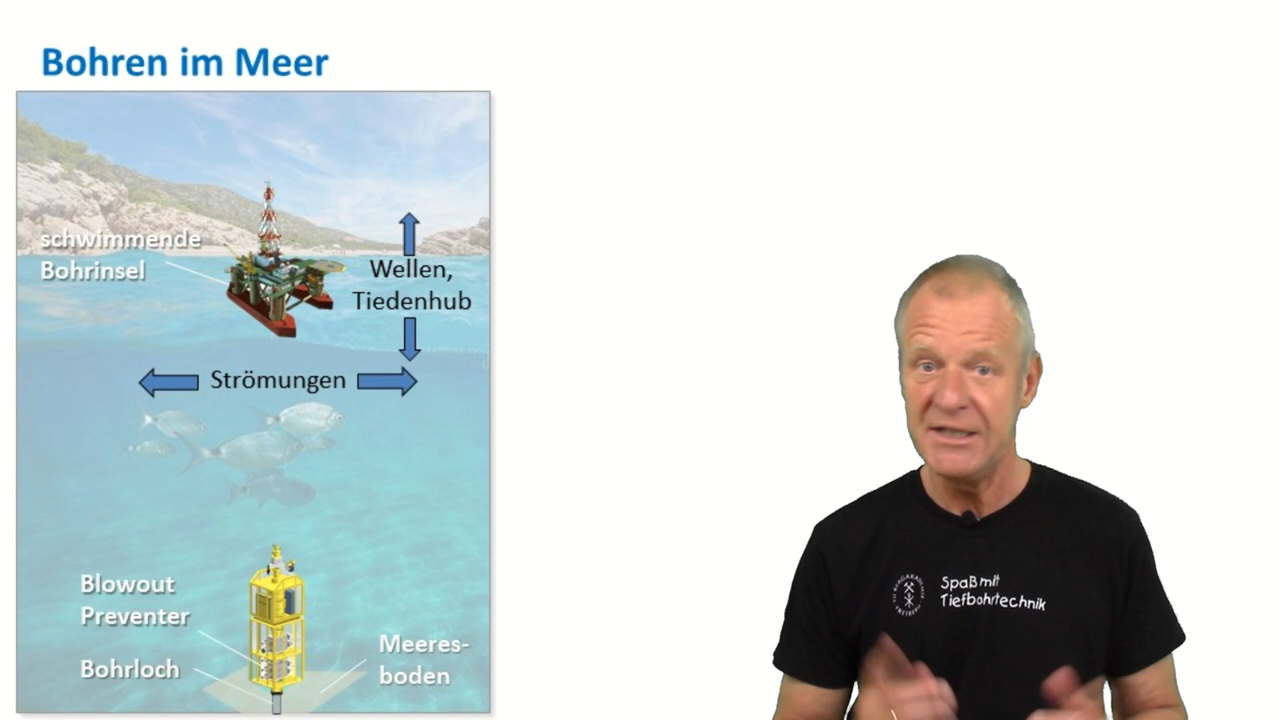 Bohren im Meer
schwimmende
Bohrinsel
Wellen,
Tiedenhub
Strömungen
Blowout
Preventer
Bohrloch
Meeres-
boden
Spaß mit
Tiefbohrtechnik